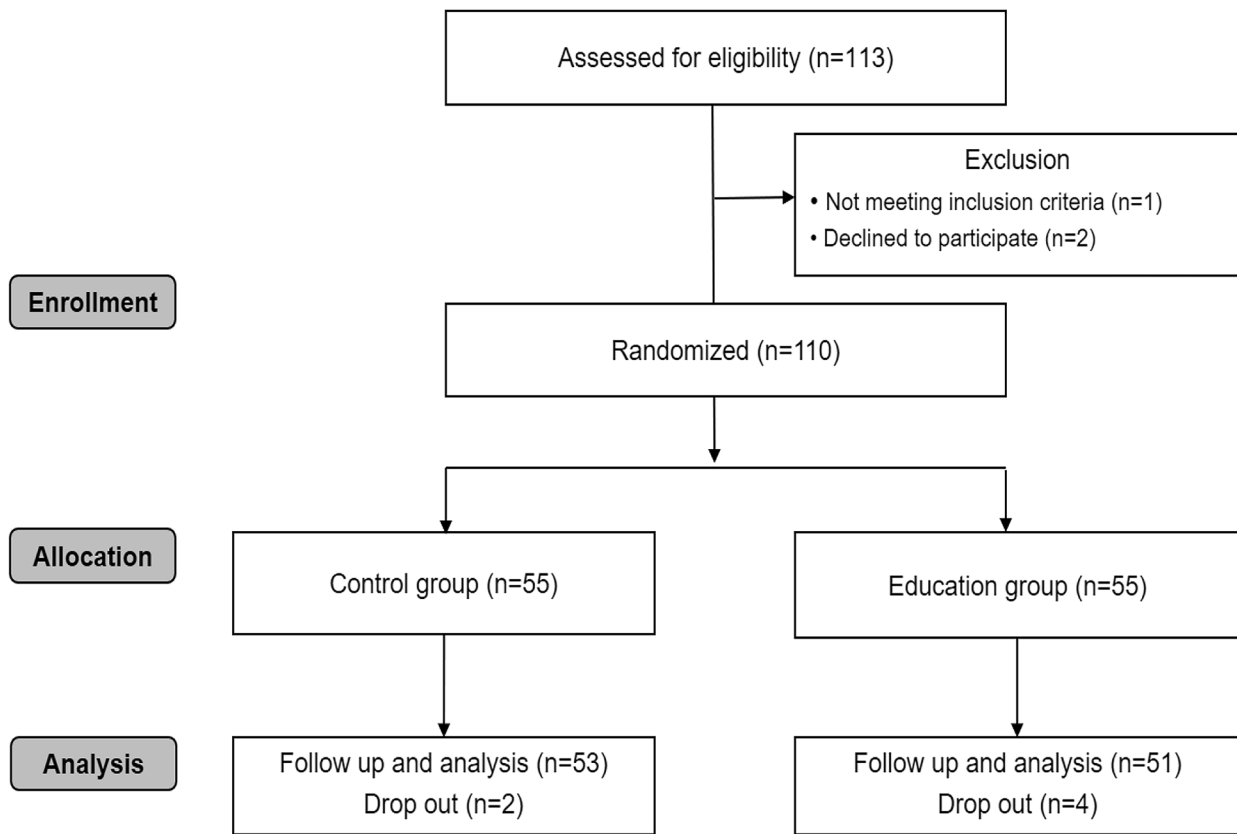 Assessed for eligibility (n=113)
Exclusion
• Not meeting inclusion criteria (n=1)
• Declined to participate (n=2)
Enrollment
Randomized (n=110)
Allocation
Control group (n=55)
Education group (n=55)
Analysis
Follow up and analysis (n=53)
Drop out (n=2)
Follow up and analysis (n=51)
Drop out (n=4)